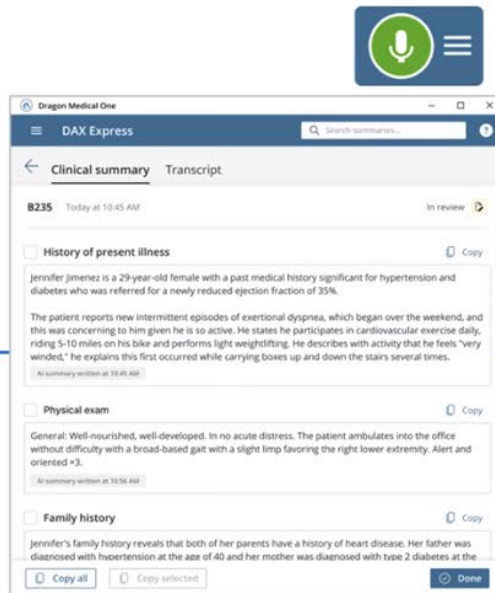 Dragon Medical One
DAX Express
Search summaries...
?
Clinical summary Transcript
B235 Today at 10:45 AM In review
History of present illness Copy
Jennifer Jimenez is a 29-year-old female with a past medical history significant for hypertension and
diabetes who was referred for a newly reduced ejection fraction of 35%.
The patient reports new intermittent episodes of exertional dyspnea, which began over the weekend, and
this was concerning to him given he is so active. He states he participates in cardiovascular exercise daily,
riding 5-10 miles on his bike and performs light weightlifting. He describes with activity that he feels "very
winded," he explains this first occurred while carrying boxes up and down the stairs several times.
AI summary written at 10:45 AM
Physical exam Copy
General: Well-nourished, well-developed. In no acute distress. The patient ambulates into the office
without difficulty with a broad-based gait with a slight limp favoring the right lower extremity. Alert and
oriented ×3.
AI summary written at 10:56 AM
Family history Copy
Jennifer's family history reveals that both of her parents have a history of heart disease. Her father was
diagnosed with hypertension at the age of 40 and her mother was diagnosed with type 2 diabetes at the
Copy all Copy selected Done